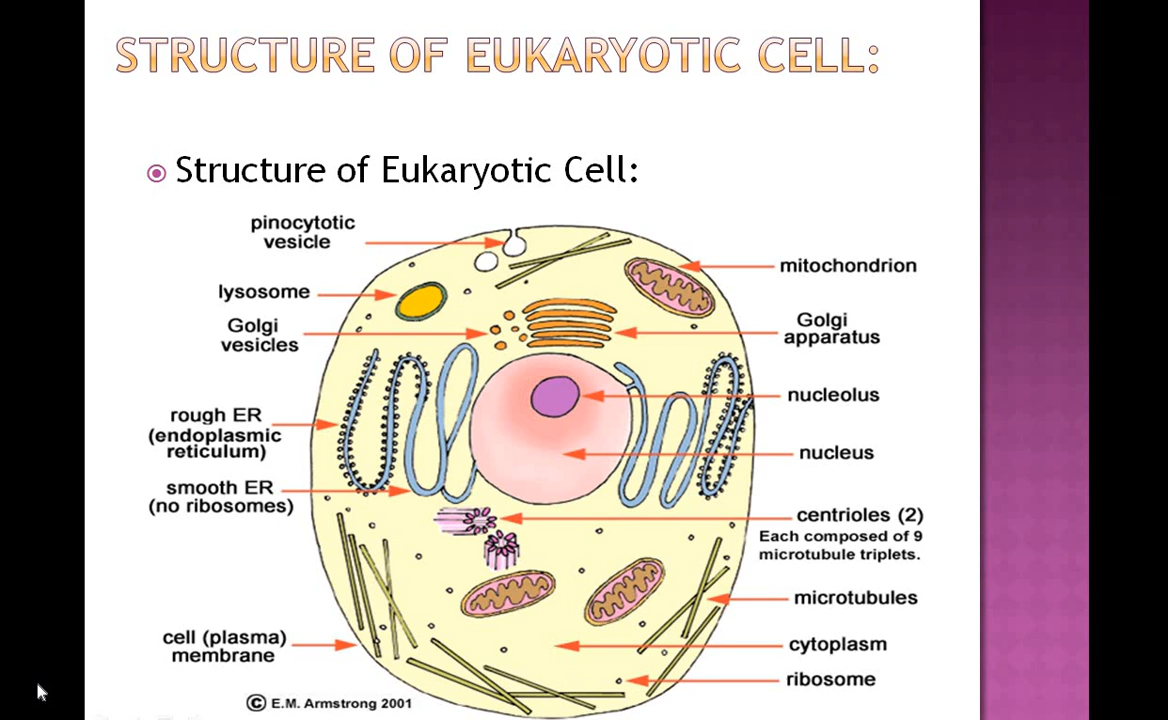 STRUCTURE OF EUKARYOTIC CELL:
Structure of Eukaryotic Cell:
pinocytotic
vesicle
lysosome
Golgi
vesicles
rough ER
(endoplasmic
reticulum)
smooth ER
(no ribosomes)
cell (plasma)
membrane
mitochondrion
Golgi
apparatus
nucleolus
nucleus
centrioles (2)
Each composed of 9
microtubule triplets.
microtubules
cytoplasm
ribosome
© E.M. Armstrong 2001